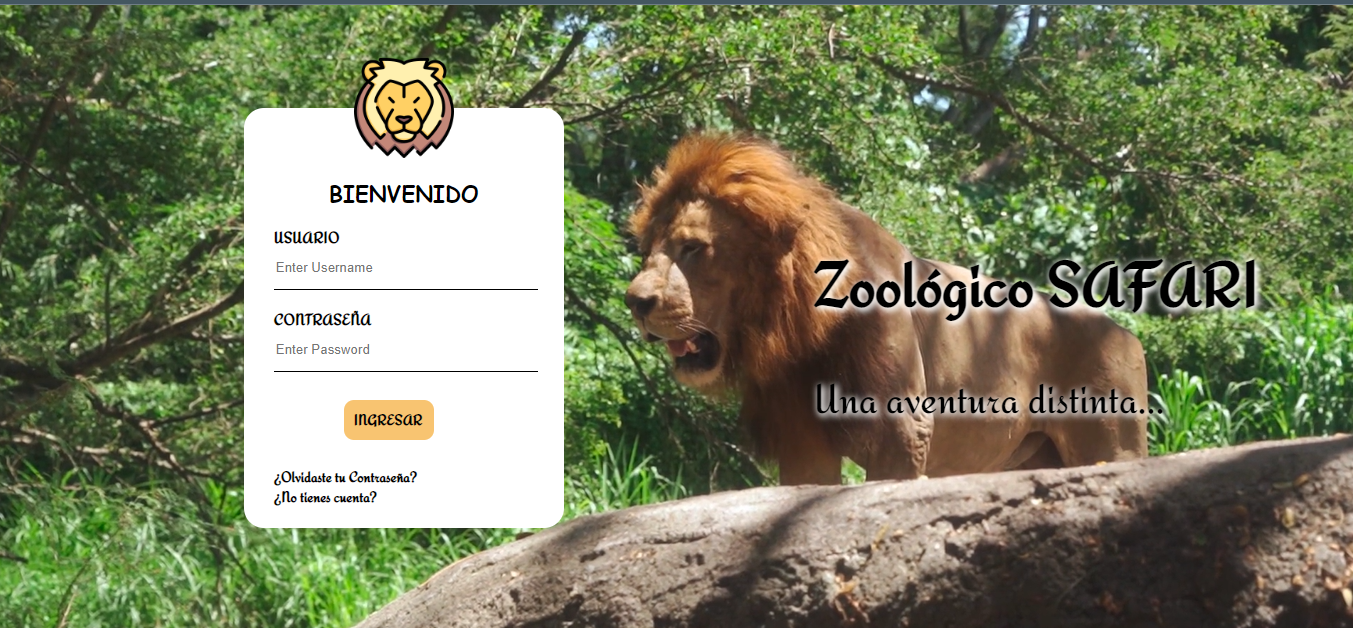 BIENVENIDO
USUARIO
Enter Username
CONTRASEÑA
Enter Password
INGRESAR
¿Olvidaste tu Contraseña?
¿No tienes cuenta?
Zoológico SAFARI
Una aventura distinta...